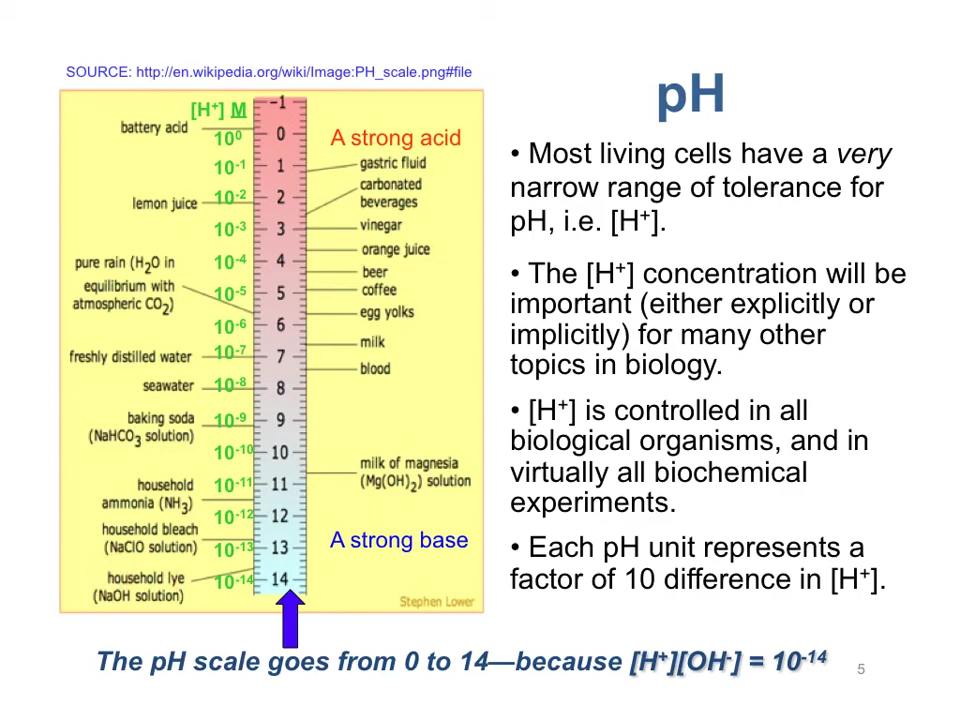 SOURCE: http://en.wikipedia.org/wiki/Image:PH_scale.png#file
pH
[H⁺] M
10⁰
10⁻¹
10⁻²
10⁻³
10⁻⁴
10⁻⁵
10⁻⁶
10⁻⁷
10⁻⁸
10⁻⁹
10⁻¹⁰
10⁻¹¹
10⁻¹²
10⁻¹³
10⁻¹⁴
battery acid
lemon juice
pure rain (H₂O in
equilibrium with
atmospheric CO₂)
freshly distilled water
seawater
baking soda
(NaHCO₃ solution)
household
ammonia (NH₃)
household bleach
(NaClO solution)
household lye
(NaOH solution)
−1
0
1
2
3
4
5
6
7
8
9
10
11
12
13
14
A strong acid
gastric fluid
carbonated
beverages
vinegar
orange juice
beer
coffee
egg yolks
milk
blood
milk of magnesia
(Mg(OH)₂) solution
A strong base
Stephen Lower
• Most living cells have a very
narrow range of tolerance for
pH, i.e. [H⁺].
• The [H⁺] concentration will be
important (either explicitly or
implicitly) for many other
topics in biology.
• [H⁺] is controlled in all
biological organisms, and in
virtually all biochemical
experiments.
• Each pH unit represents a
factor of 10 difference in [H⁺].
The pH scale goes from 0 to 14—because [H⁺][OH⁻] = 10⁻¹⁴
5